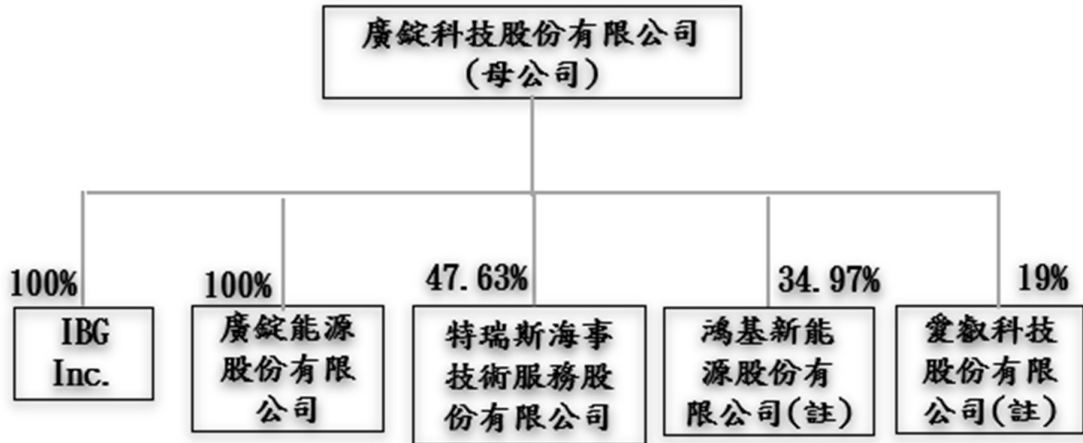 廣錠科技股份有限公司
(母公司)
100%
100%
47.63%
34.97%
19%
IBG
Inc.
廣錠能源
股份有限
公司
特瑞斯海事
技術服務股
份有限公司
鴻基新能
源股份有
限公司(註)
愛叡科技
股份有限
公司(註)